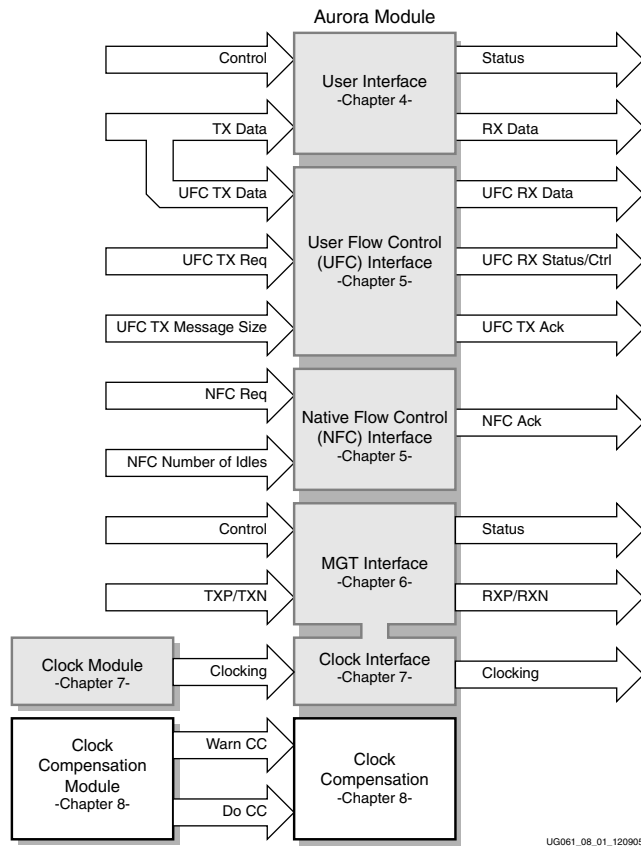 Aurora Module
Control
User Interface
-Chapter 4-
Status
TX Data
RX Data
UFC TX Data
User Flow Control
(UFC) Interface
-Chapter 5-
UFC RX Data
UFC TX Req
UFC RX Status/Ctrl
UFC TX Message Size
UFC TX Ack
NFC Req
Native Flow Control
(NFC) Interface
-Chapter 5-
NFC Ack
NFC Number of Idles
Control
MGT Interface
-Chapter 6-
Status
TXP/TXN
RXP/RXN
Clock Module
-Chapter 7-
Clocking
Clock Interface
-Chapter 7-
Clocking
Clock
Compensation
Module
-Chapter 8-
Warn CC
Do CC
Clock
Compensation
-Chapter 8-
UG061_08_01_120905